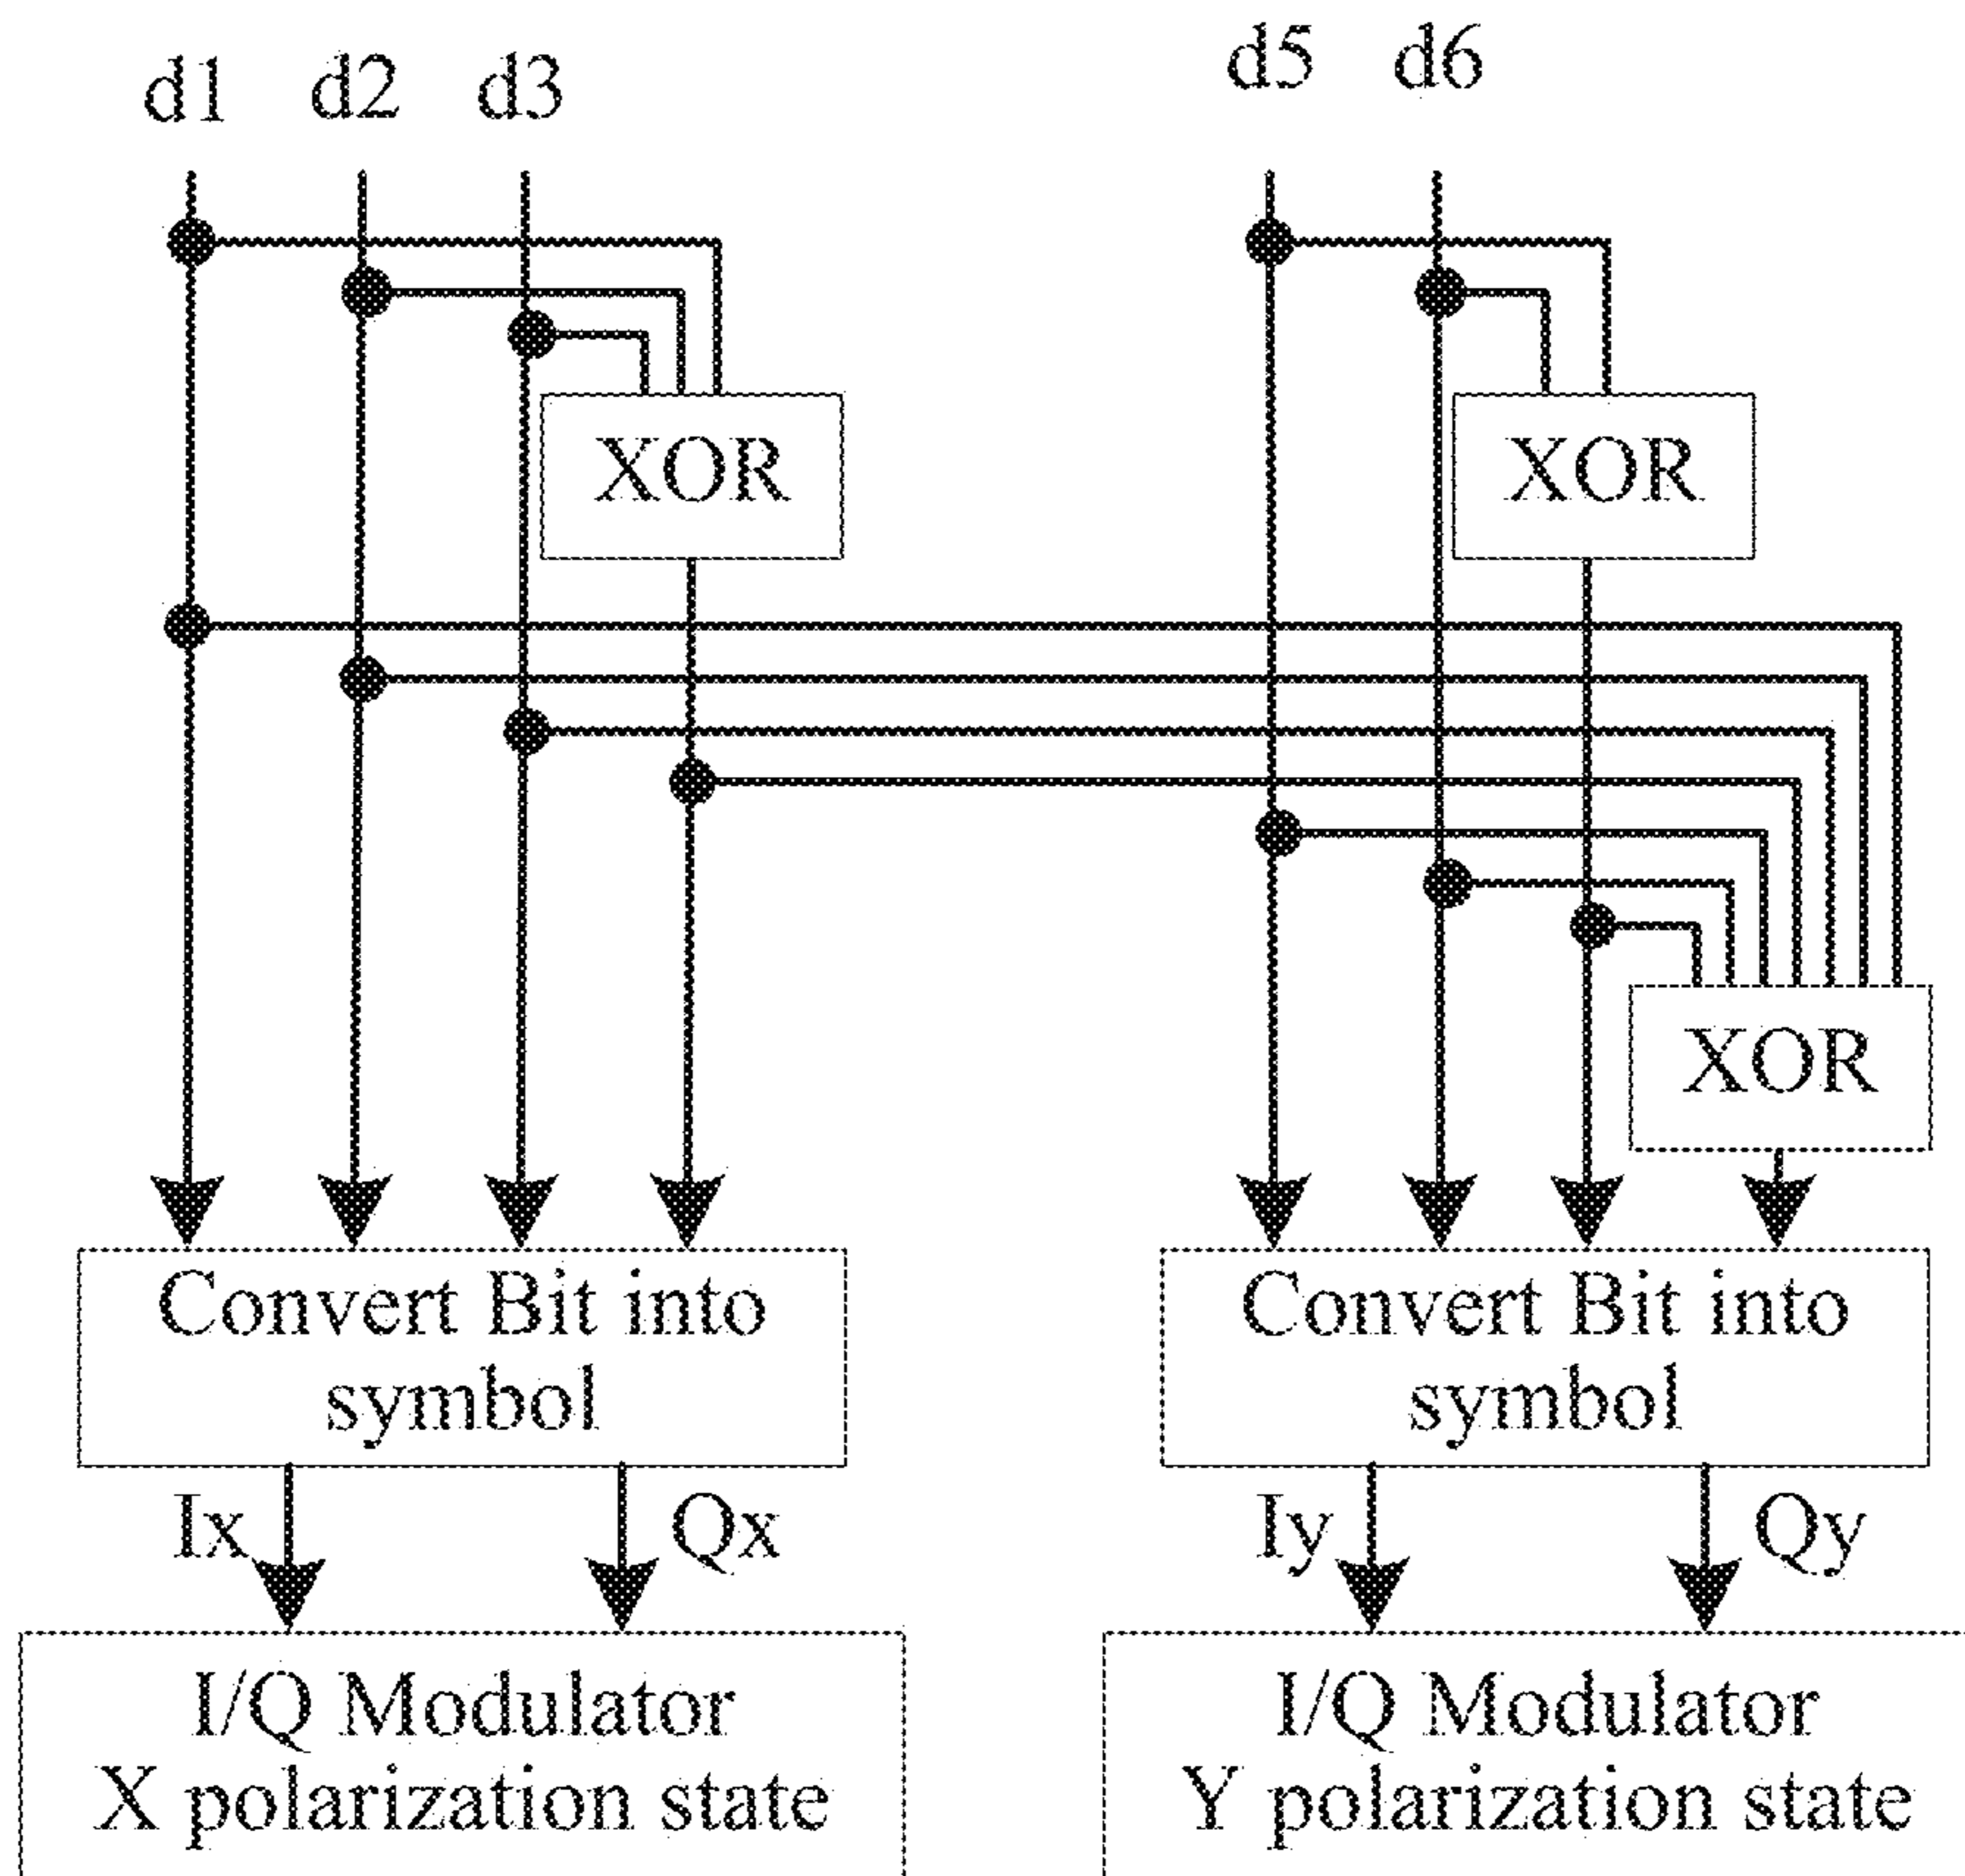 d1 d2 d3 d5 d6
XOR XOR
XOR
Convert Bit into
symbol
Convert Bit into
symbol
Ix Qx Iy Qy
I/Q Modulator
X polarization state
I/Q Modulator
Y polarization state